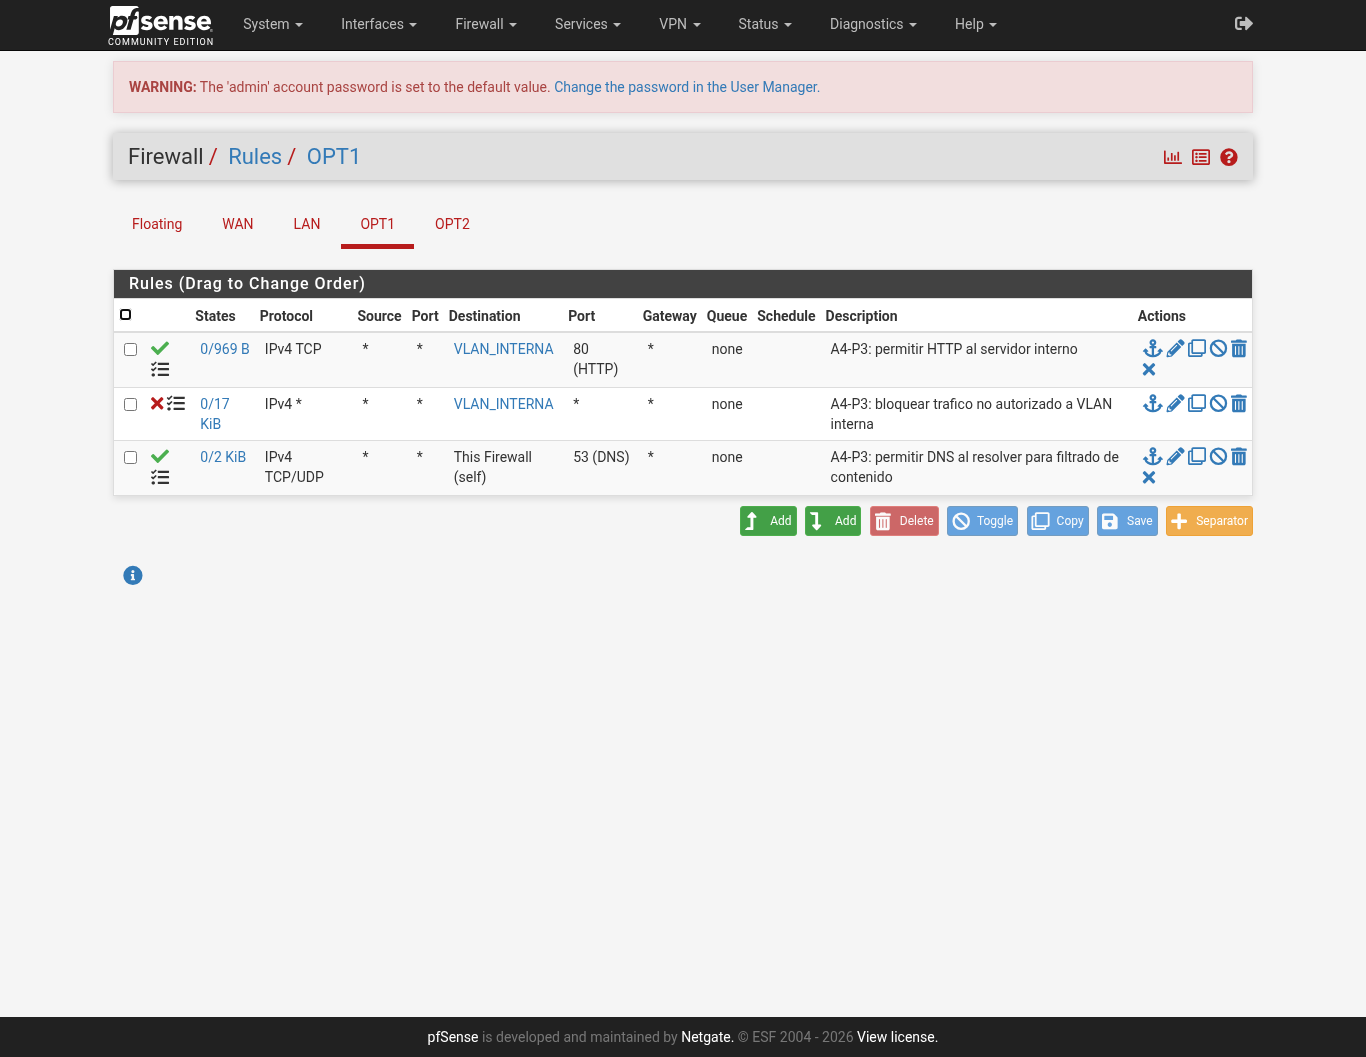 pfsense
COMMUNITY EDITION
System Interfaces Firewall Services VPN Status Diagnostics Help
WARNING: The 'admin' account password is set to the default value. Change the password in the User Manager.
Firewall / Rules / OPT1
Floating WAN LAN OPT1 OPT2
Rules (Drag to Change Order)
States Protocol Source Port Destination Port Gateway Queue Schedule Description Actions
0/969 B IPv4 TCP * * VLAN_INTERNA 80 * none A4-P3: permitir HTTP al servidor interno
(HTTP)
0/17 IPv4 * * * VLAN_INTERNA * * none A4-P3: bloquear trafico no autorizado a VLAN
KiB interna
0/2 KiB IPv4 * * This Firewall 53 (DNS) * none A4-P3: permitir DNS al resolver para filtrado de
TCP/UDP (self) contenido
Add Add Delete Toggle Copy Save Separator
pfSense is developed and maintained by Netgate. © ESF 2004 - 2026 View license.